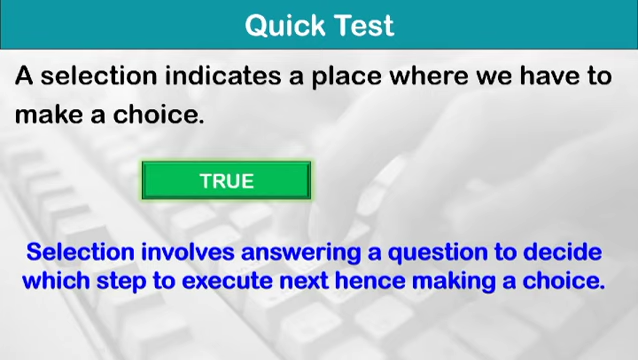 Quick Test
A selection indicates a place where we have to
make a choice.
TRUE
Selection involves answering a question to decide
which step to execute next hence making a choice.